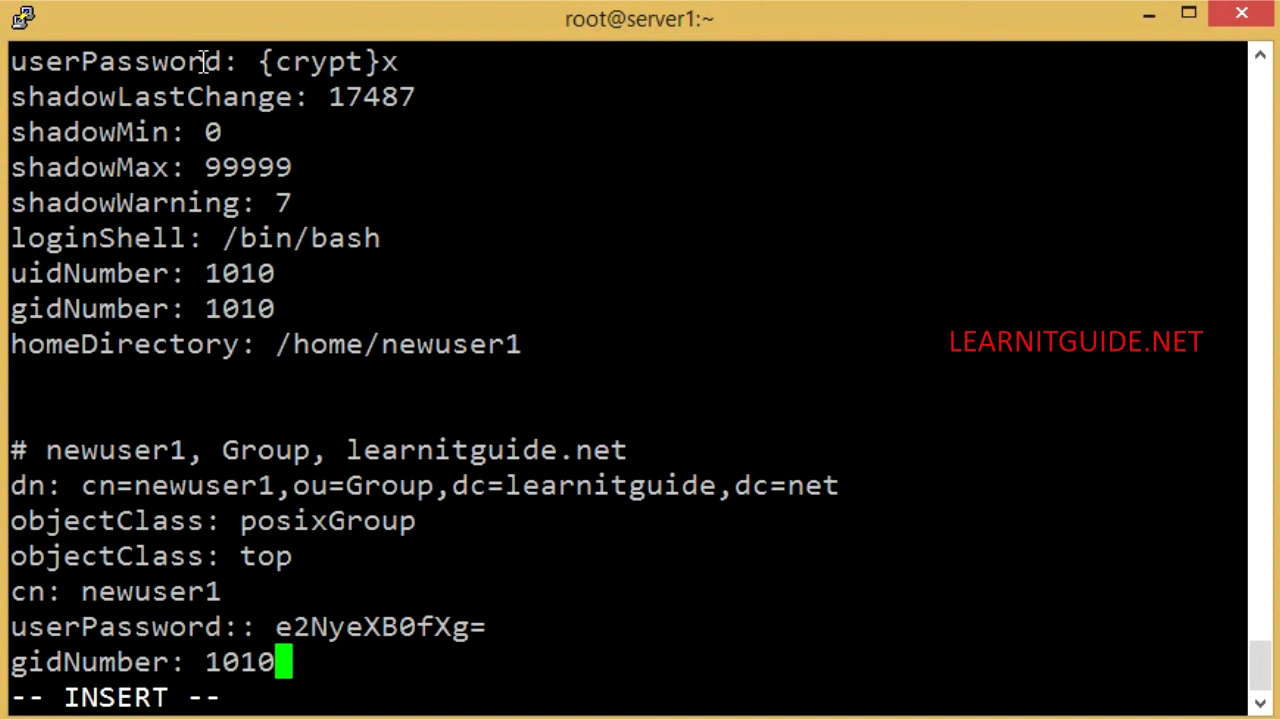 root@server1:~
userPassword: {crypt}x
shadowLastChange: 17487
shadowMin: 0
shadowMax: 99999
shadowWarning: 7
loginShell: /bin/bash
uidNumber: 1010
gidNumber: 1010
homeDirectory: /home/newuser1
LEARNITGUIDE.NET
# newuser1, Group, learnitguide.net
dn: cn=newuser1,ou=Group,dc=learnitguide,dc=net
objectClass: posixGroup
objectClass: top
cn: newuser1
userPassword:: e2NyeXB0fXg=
gidNumber: 1010
-- INSERT --